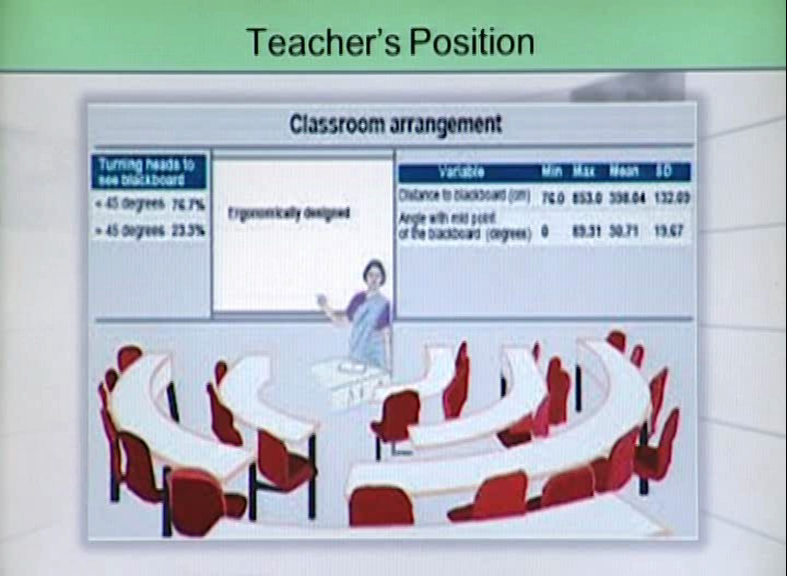 Teacher's Position
Classroom arrangement
Turning heads to
see blackboard
< 45 degrees 76.7%
> 45 degrees 23.3%
Ergonomically designed
Variable Min Max Mean SD
Distance to blackboard (cm) 76.0 853.0 398.04 132.09
Angle with mid point
of the blackboard (degrees) 0 89.31 30.71 19.67